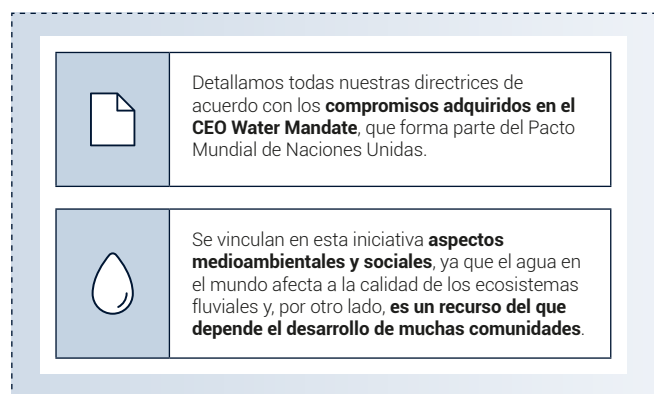 Detallamos todas nuestras directrices de
acuerdo con los compromisos adquiridos en el
CEO Water Mandate, que forma parte del Pacto
Mundial de Naciones Unidas.
Se vinculan en esta iniciativa aspectos
medioambientales y sociales, ya que el agua en
el mundo afecta a la calidad de los ecosistemas
fluviales y, por otro lado, es un recurso del que
depende el desarrollo de muchas comunidades.